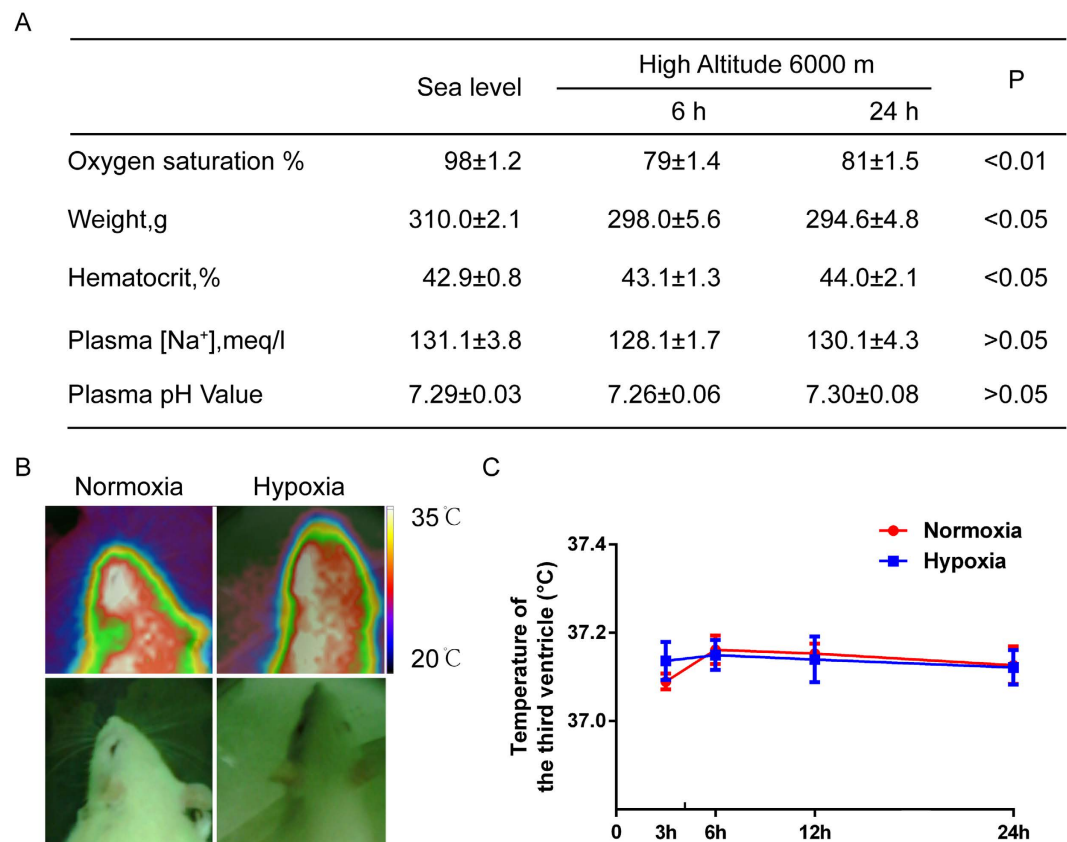 A
Sea level High Altitude 6000 m P
6 h 24 h
Oxygen saturation % 98±1.2 79±1.4 81±1.5 <0.01
Weight,g 310.0±2.1 298.0±5.6 294.6±4.8 <0.05
Hematocrit,% 42.9±0.8 43.1±1.3 44.0±2.1 <0.05
Plasma [Na⁺],meq/l 131.1±3.8 128.1±1.7 130.1±4.3 >0.05
Plasma pH Value 7.29±0.03 7.26±0.06 7.30±0.08 >0.05
B
Normoxia Hypoxia
35℃
20℃
C
Normoxia
Hypoxia
Temperature of
the third ventricle (°C)
37.4
37.2
37.0
0 3h 6h 12h 24h